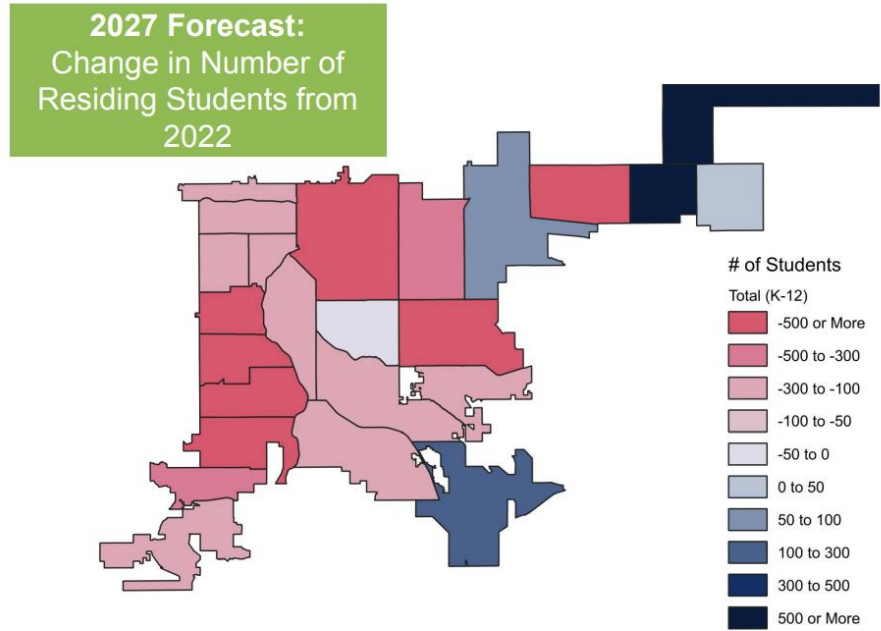 2027 Forecast:
Change in Number of
Residing Students from
2022
# of Students
Total (K-12)
-500 or More
-500 to -300
-300 to -100
-100 to -50
-50 to 0
0 to 50
50 to 100
100 to 300
300 to 500
500 or More